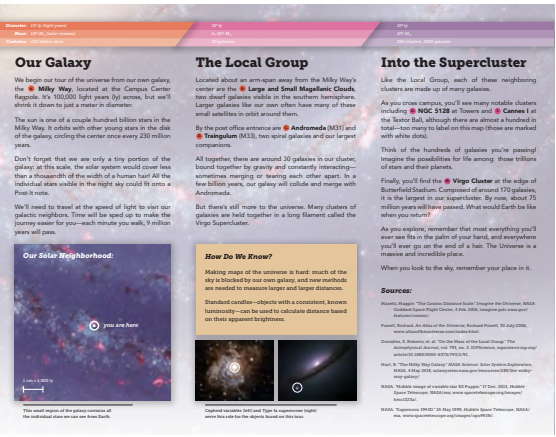 Diameter: 10⁵ ly (light years)
Our Galaxy
We begin our tour of the universe from our own galaxy,
the Milky Way, located at the Campus Center
flagpole. It's 100,000 light years (ly) across, but we'll
shrink it down to just a meter in diameter.
The sun is one of a couple hundred billion stars in the
Milky Way. It orbits with other young stars in the disk
of the galaxy, circling the center once every 230 million
years.
Don't forget that we are only a tiny portion of the
galaxy; at this scale, the solar system would cover less
than a thousandth of the width of a human hair! All the
individual stars visible in the night sky could fit onto a
Post-It note.
We'll need to travel at the speed of light to visit our
galactic neighbors. Time will be sped up to make the
journey easier for you—each minute you walk, 9 million
years will pass.
Our Solar Neighborhood:
you are here
This small region of the galaxy contains all
the individual stars we can see from Earth.
The Local Group
Located about an arm-span away from the Milky Way's
center are the Large and Small Magellanic Clouds,
two dwarf galaxies visible in the southern hemisphere.
Larger galaxies like our own often have many of these
small satellites in orbit around them.
By the post office entrance are Andromeda (M31) and
Traingulum (M33), two spiral galaxies and our largest
companions.
All together, there are around 30 galaxies in our cluster,
bound together by gravity and constantly interacting—
sometimes merging or tearing each other apart. In a
few billion years, our galaxy will collide and merge with
Andromeda.
But there's still more to the universe. Many clusters of
galaxies are held together in a long filament called the
Virgo Supercluster.
How Do We Know?
Making maps of the universe is hard: much of the
sky is blocked by our own galaxy, and new methods
are needed to measure larger and larger distances.
Standard candles—objects with a consistent, known
luminosity—can be used to calculate distance based
on their apparent brightness.
Cepheid variables (left) and Type Ia supernovae (right)
serve this role for the objects found on this tour.
Into the Supercluster
Like the Local Group, each of these neighboring
clusters are made up of many galaxies.
As you cross campus, you'll see many notable clusters
including NGC 5128 at Towers and Cannes I at
the Textor Ball, although there are almost a hundred in
total—too many to label on this map (those are marked
with white dots).
Think of the hundreds of galaxies you're passing!
Imagine the possibilities for life among those trillions
of stars and their planets.
Finally, you'll find the Virgo Cluster at the edge of
Butterfield Stadium. Composed of around 170 galaxies,
it is the largest in our supercluster. By now, about 75
million years will have passed. What would Earth be like
when you return?
As you explore, remember that most everything you'll
ever see fits in the palm of your hand, and everywhere
you'll ever go on the end of a hair. The Universe is a
massive and incredible place.
When you look to the sky, remember your place in it.
Sources: